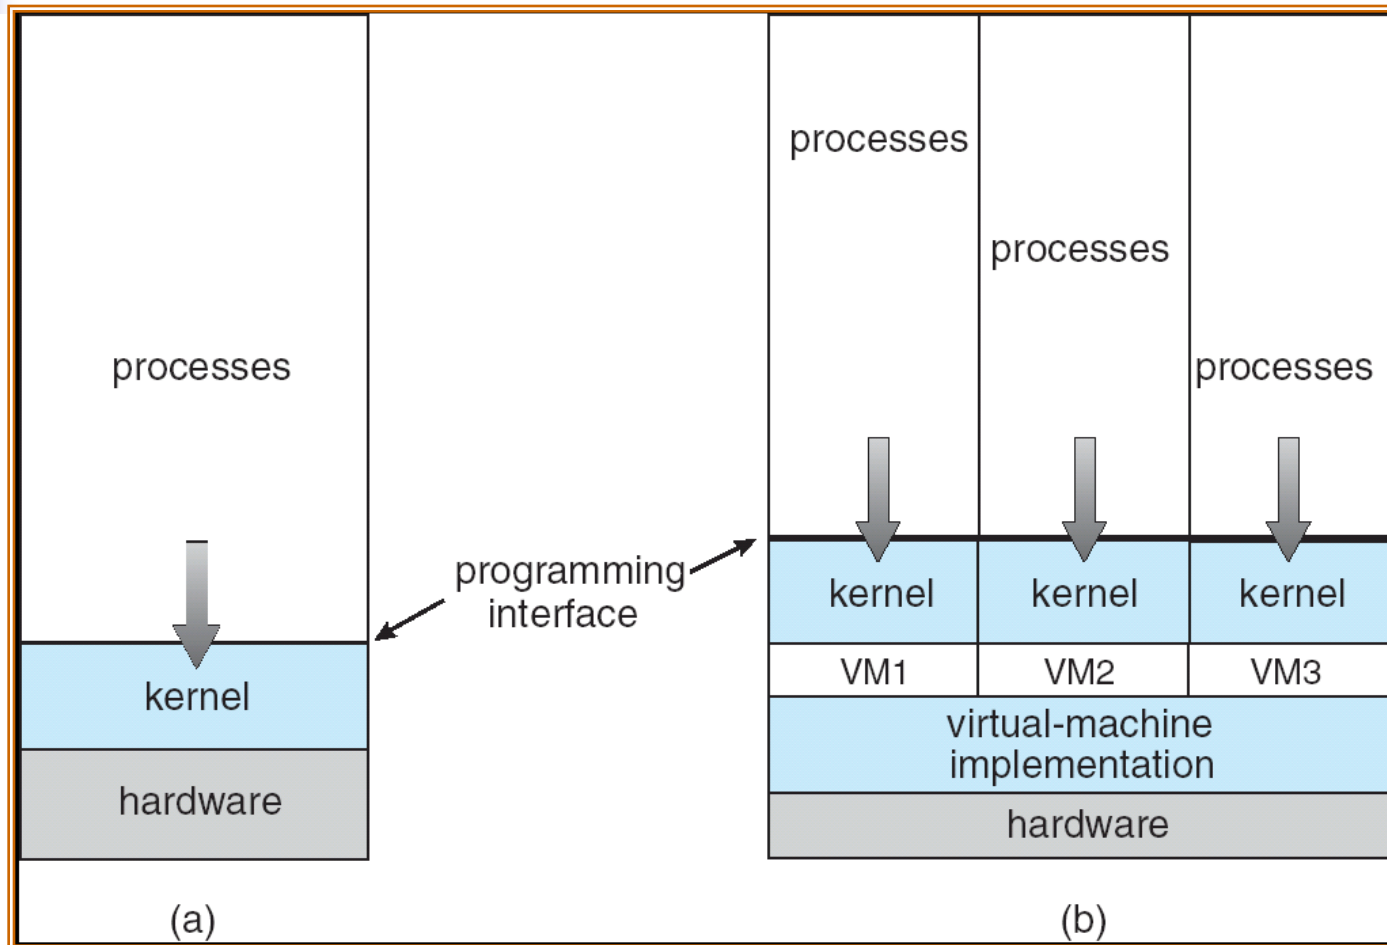 processes
kernel
hardware
(a)
programming
interface
processes
processes
processes
kernel
kernel
kernel
VM1
VM2
VM3
virtual-machine
implementation
hardware
(b)